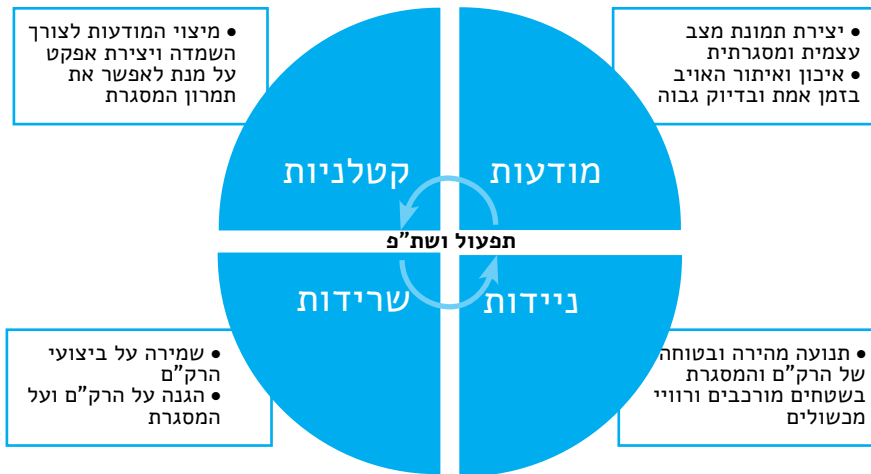 • יצירת תמונת מצב
עצמית ומסגרתית
• איכון ואיתור האויב
בזמן אמת ובדיוק גבוה
מודעות
• מיצוי המודעות לצורך
השמדה ויצירת אפקט
על מנת לאפשר את
תמרון המסגרת
קטלניות
תפעול ושת"פ
ניידות
• תנועה מהירה ובטוחה
של הרק"ם והמסגרת
בשטחים מורכבים ורוויי
מכשולים
שרידות
• שמירה על ביצועי
הרק"ם
• הגנה על הרק"ם ועל
המסגרת